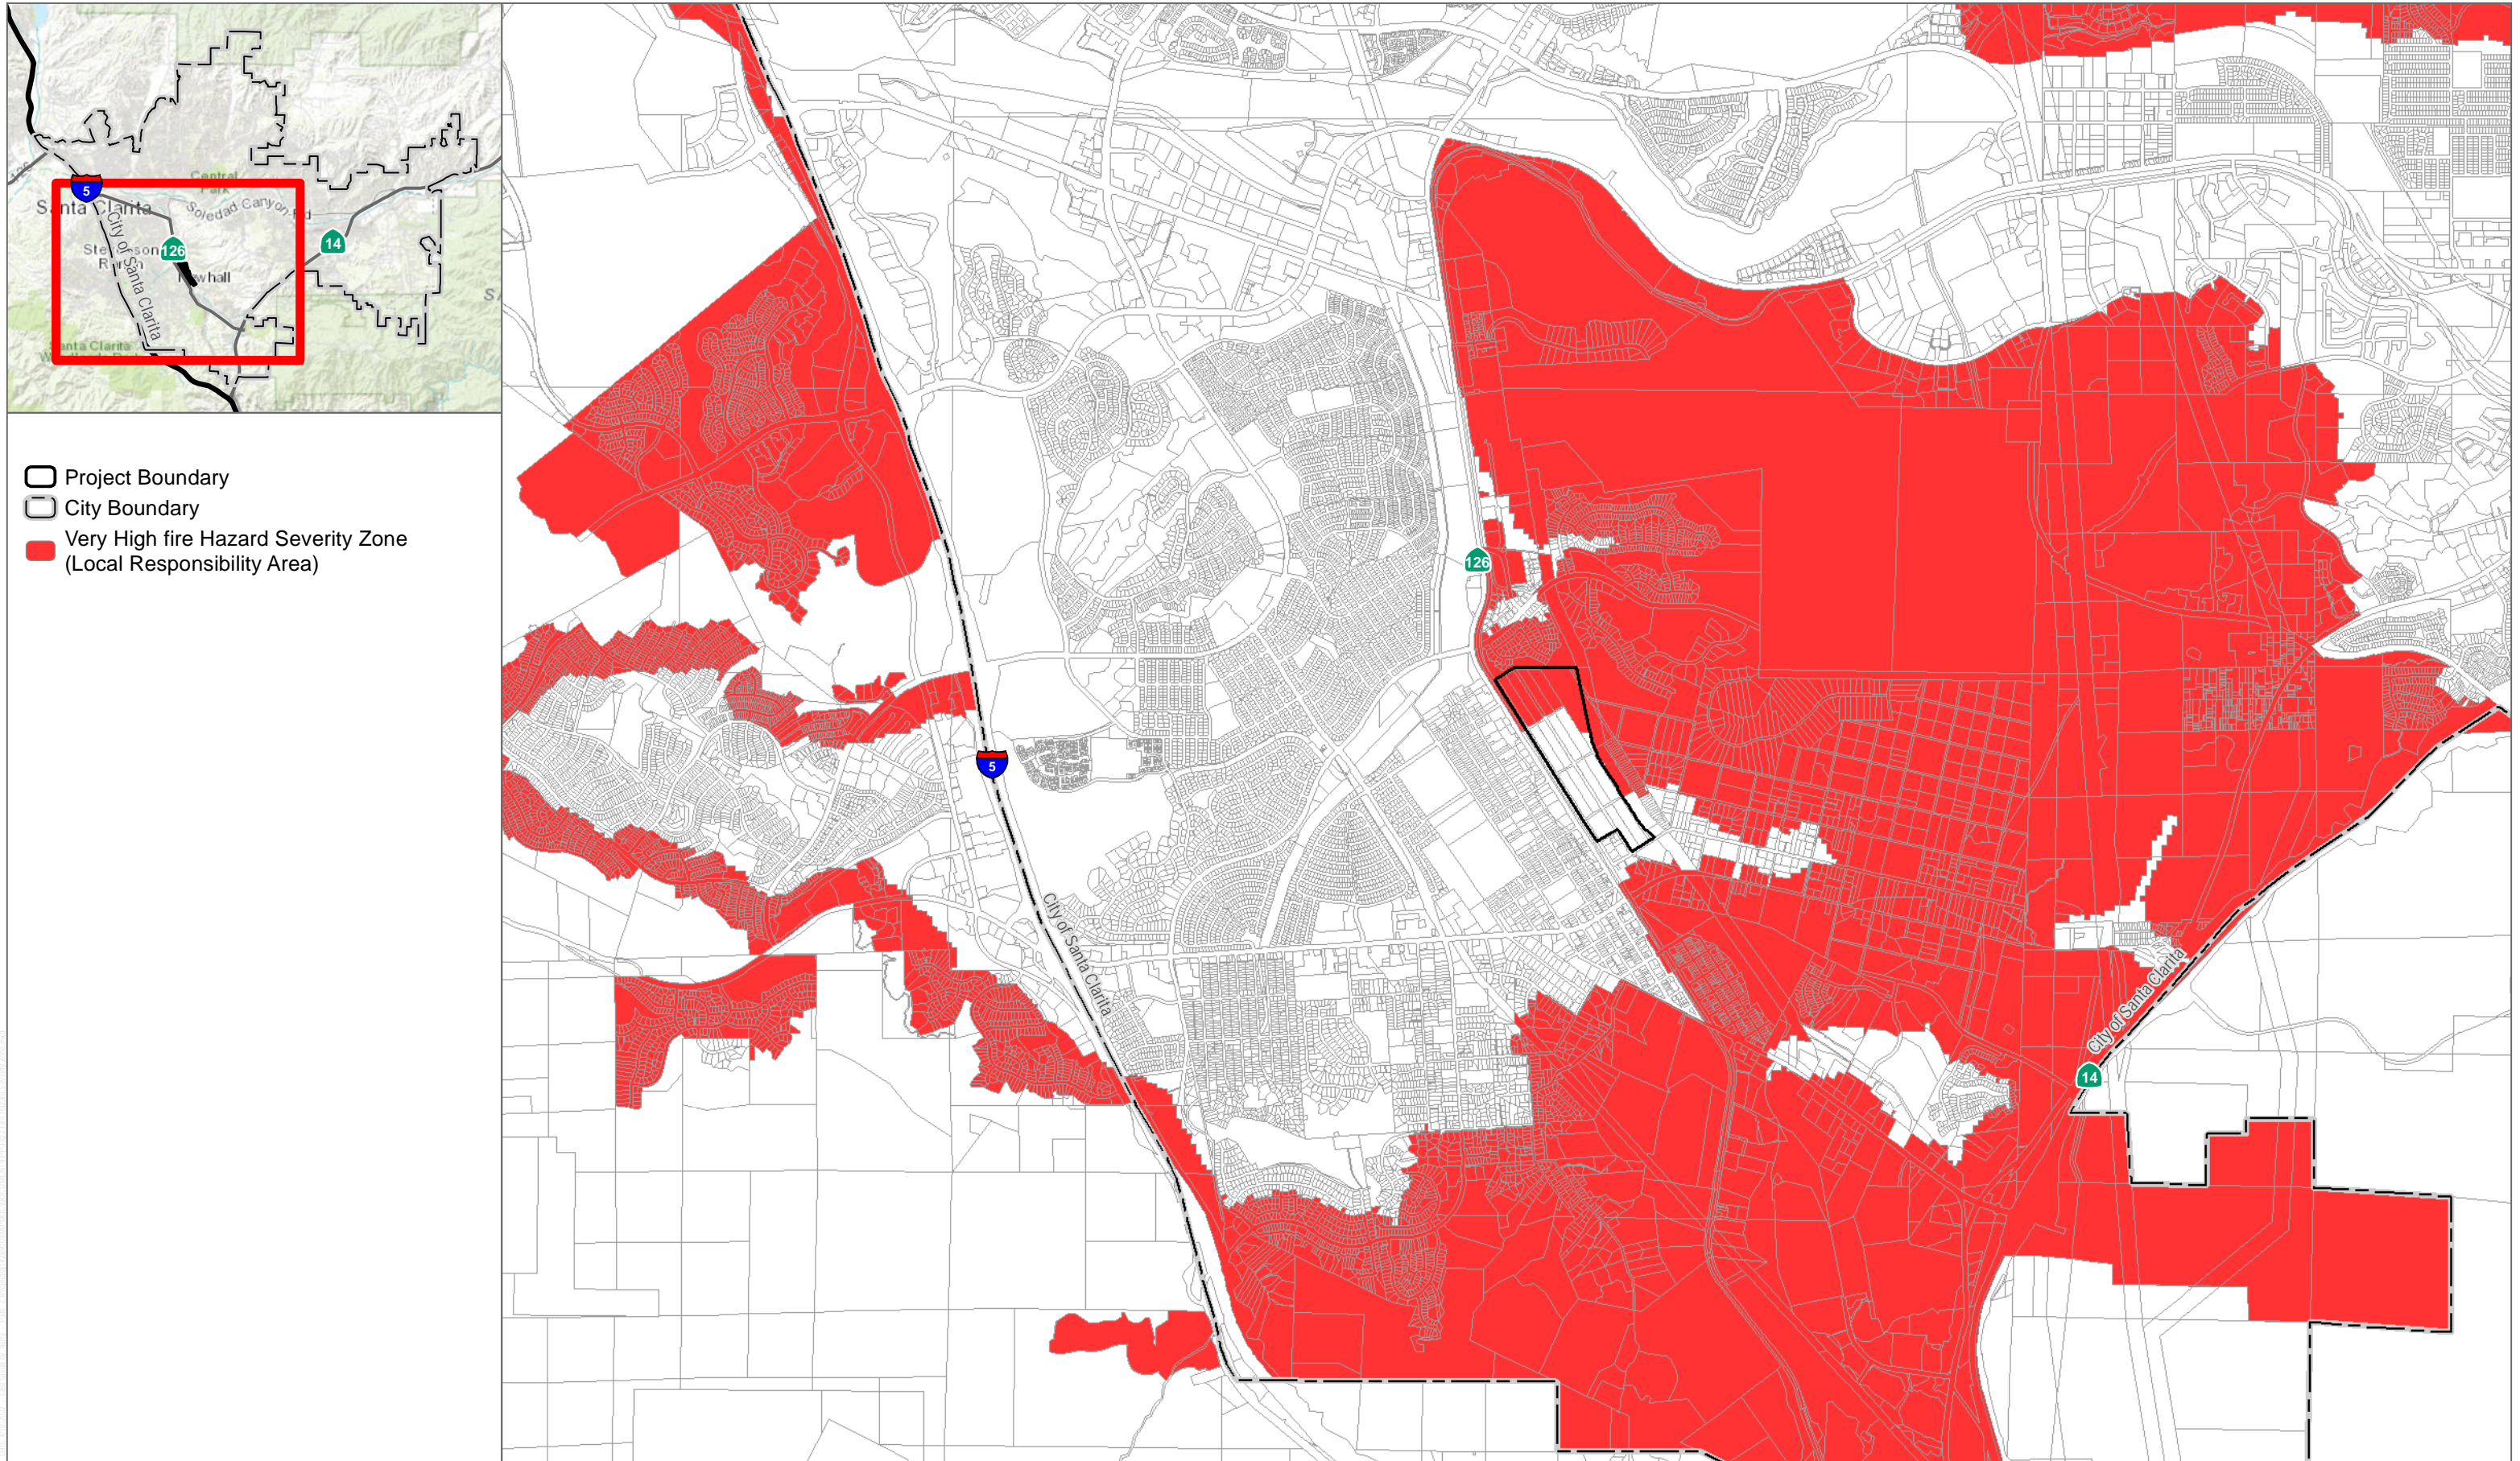 Central
Park
5
Santa Clarita
Soledad-Canyon-Rd
City of Santa Clarita
126
14
Santa Clarita
Project Boundary
City Boundary
Very High fire Hazard Severity Zone
(Local Responsibility Area)
126
5
City of Santa Clarita
City of Santa Clarita
14